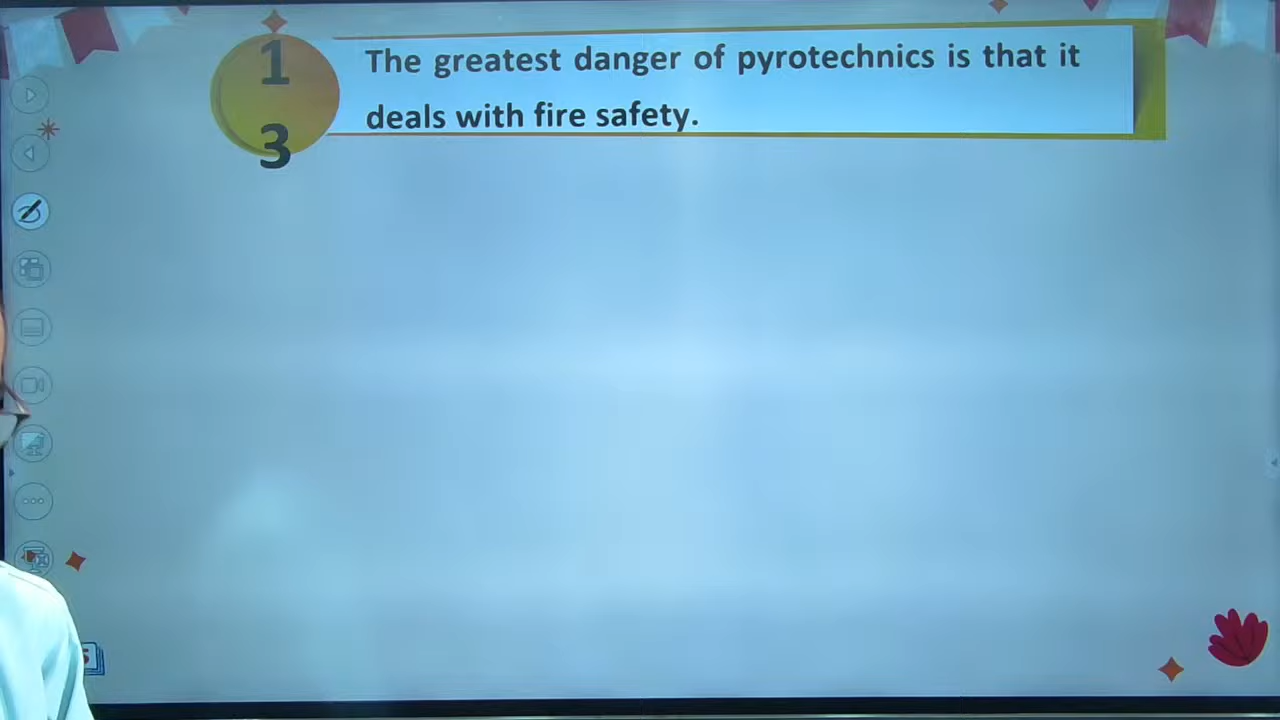 1
3
The greatest danger of pyrotechnics is that it
deals with fire safety.